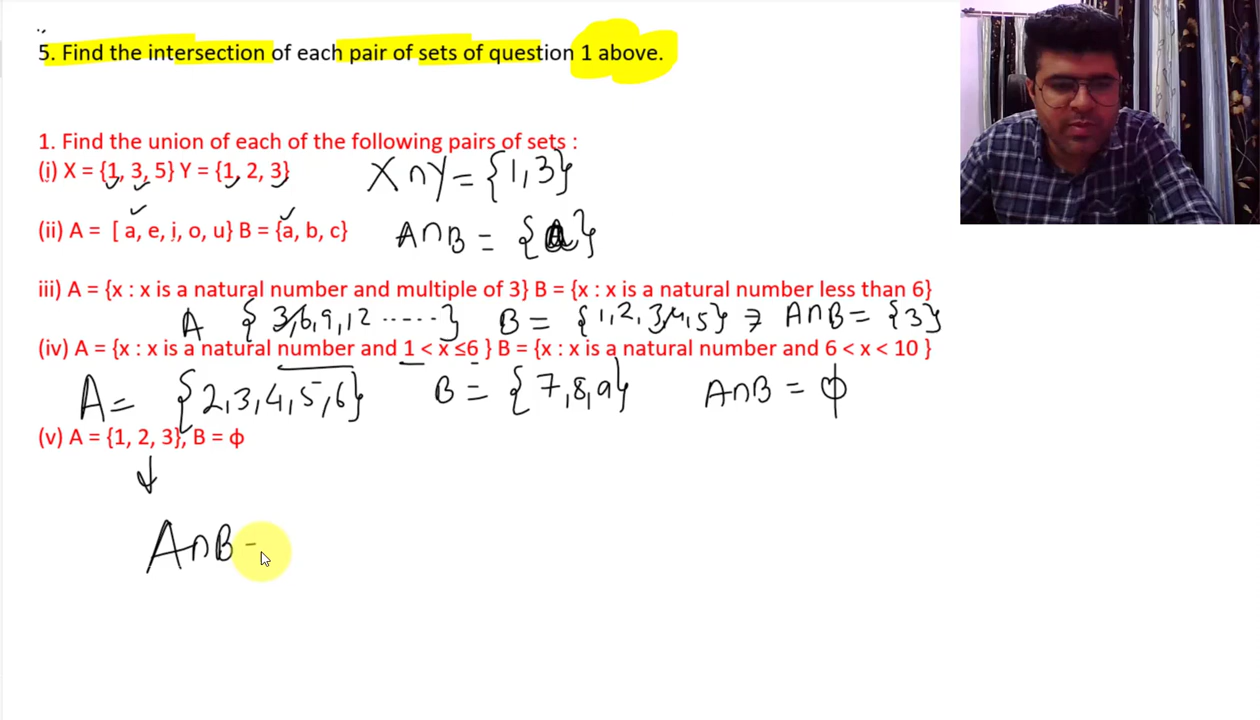 5. Find the intersection of each pair of sets of question 1 above.
1. Find the union of each of the following pairs of sets :
(i) X = {1, 3, 5} Y = {1, 2, 3}
X∩Y = {1,3}
(ii) A = [ a, e, i, o, u} B = {a, b, c}
A∩B = {a}
iii) A = {x : x is a natural number and multiple of 3} B = {x : x is a natural number less than 6}
A {3,6,9,12 ......} B = {1,2,3,4,5} ⇒ A∩B = {3}
(iv) A = {x : x is a natural number and 1 < x ≤6 } B = {x : x is a natural number and 6 < x < 10 }
A = {2,3,4,5,6} B = {7,8,9} A∩B = ϕ
(v) A = {1, 2, 3}, B = ϕ
A∩B -